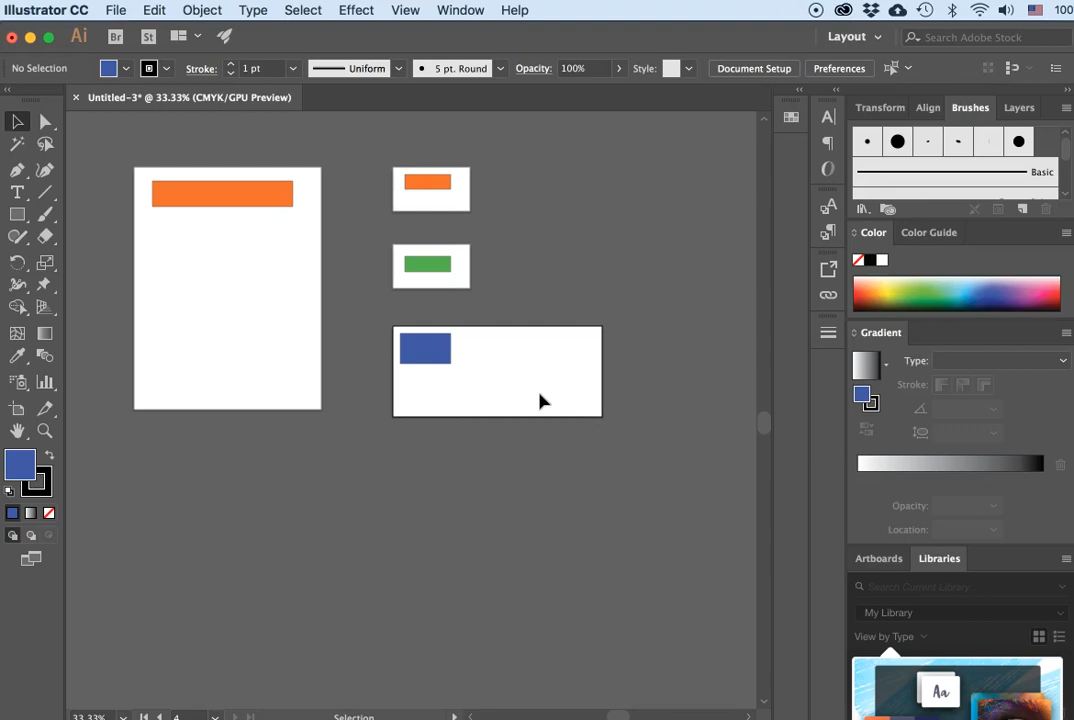 Illustrator CC File Edit Object Type Select Effect View Window Help 100
Ai Br St Layout Search Adobe Stock
No Selection Stroke: 1 pt Uniform 5 pt. Round Opacity: 100% Style: Document Setup Preferences
× Untitled-3* @ 33.33% (CMYK/GPU Preview)
Transform Align Brushes Layers
Basic
Color Color Guide
Gradient
Type:
Stroke:
Opacity:
Location:
Artboards Libraries
Search Current Library
My Library
View by Type
Aa
33.33% 4 Selection